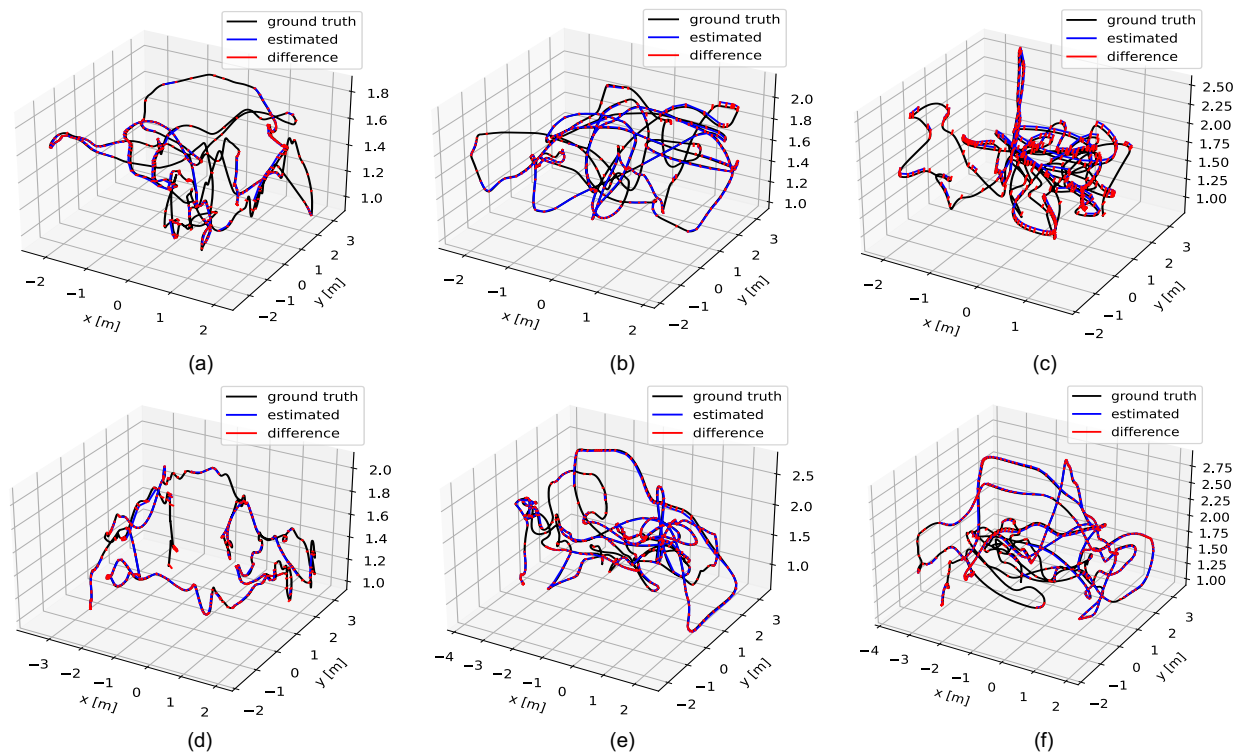 ground truth
estimated
difference
1.8
1.6
1.4
1.2
1.0
−2
−1
0
1
2
x [m]
−2
−1
0
1
2
3
y [m]
(a)
ground truth
estimated
difference
2.0
1.8
1.6
1.4
1.2
1.0
−2
−1
0
1
2
x [m]
−2
−1
0
1
2
3
y [m]
(b)
ground truth
estimated
difference
2.50
2.25
2.00
1.75
1.50
1.25
1.00
−2
−1
0
1
x [m]
−2
−1
0
1
2
3
y [m]
(c)
ground truth
estimated
difference
2.0
1.8
1.6
1.4
1.2
1.0
−3
−2
−1
0
1
2
x [m]
−2
−1
0
1
2
3
y [m]
(d)
ground truth
estimated
difference
2.5
2.0
1.5
1.0
−4
−3
−2
−1
0
1
2
x [m]
−2
−1
0
1
2
3
y [m]
(e)
ground truth
estimated
difference
2.75
2.50
2.25
2.00
1.75
1.50
1.25
1.00
−4
−3
−2
−1
0
1
2
x [m]
−2
−1
0
1
2
3
y [m]
(f)